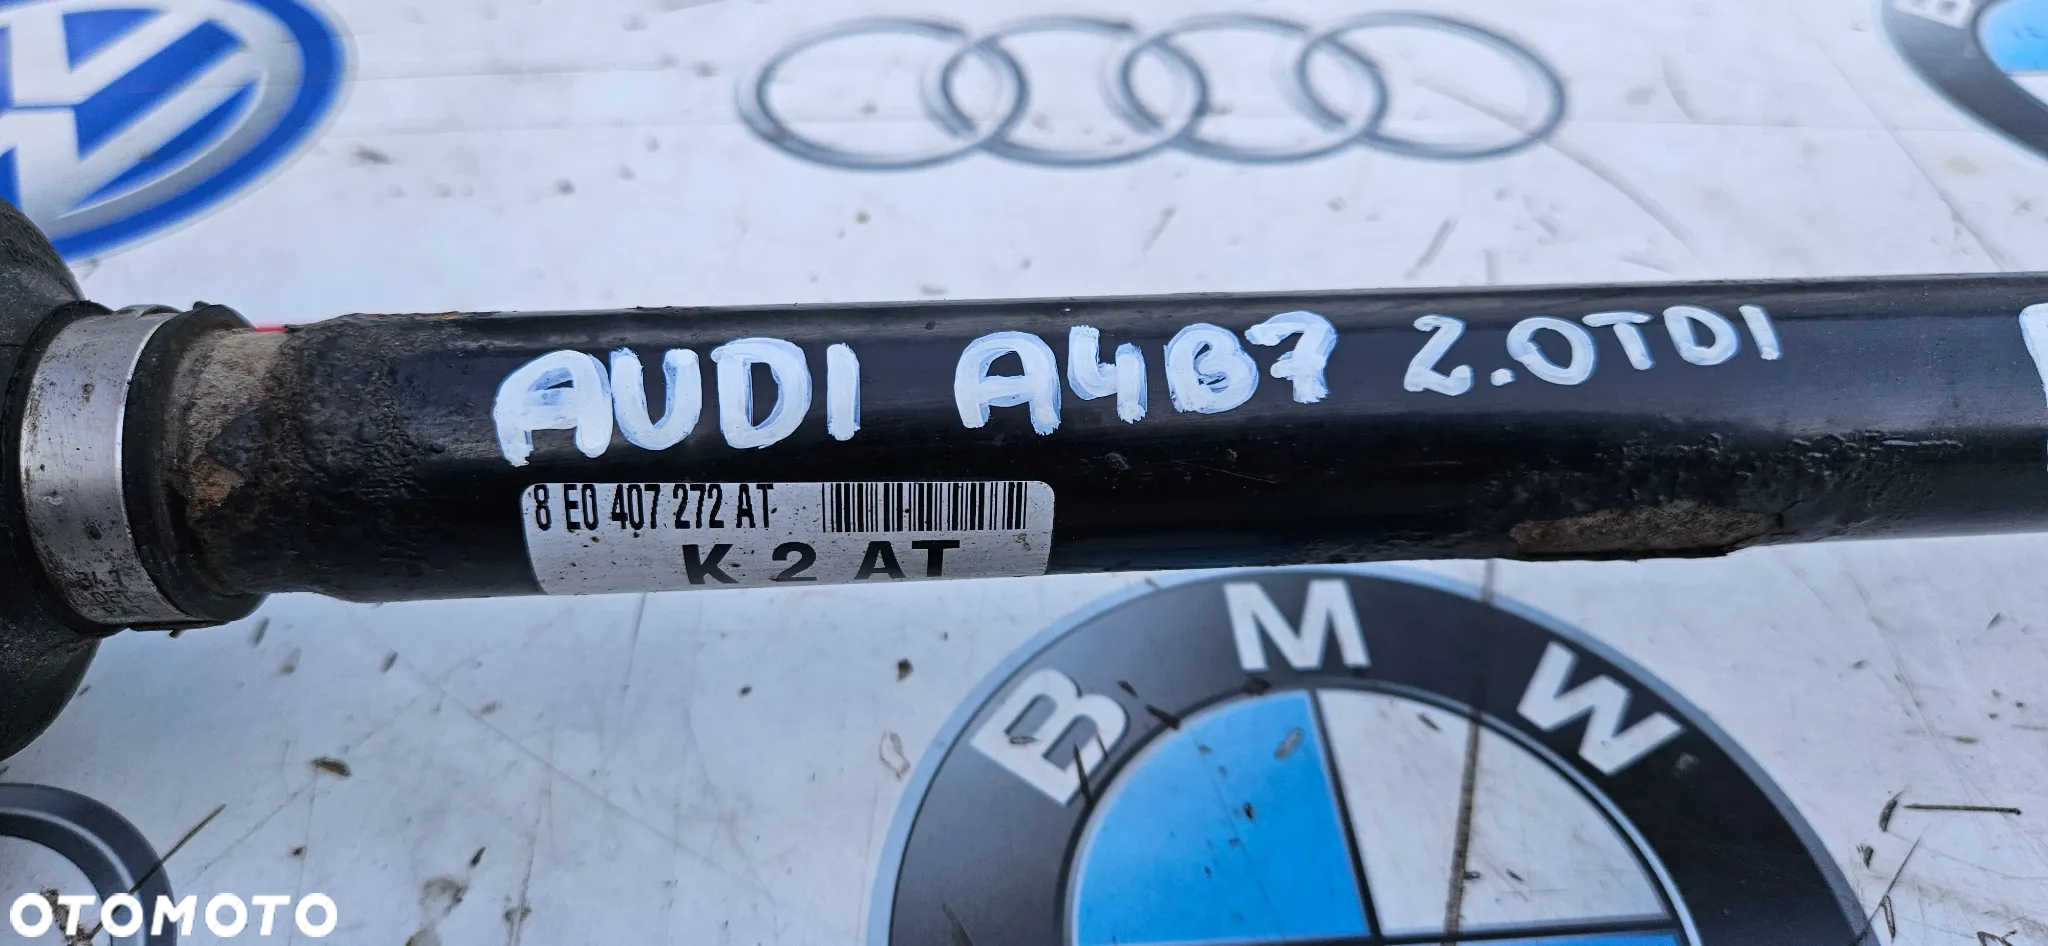 AUDI A4B7 2.0TDI
8 E0 407 272 AT
K 2 AT
B M W
OTOMOTO